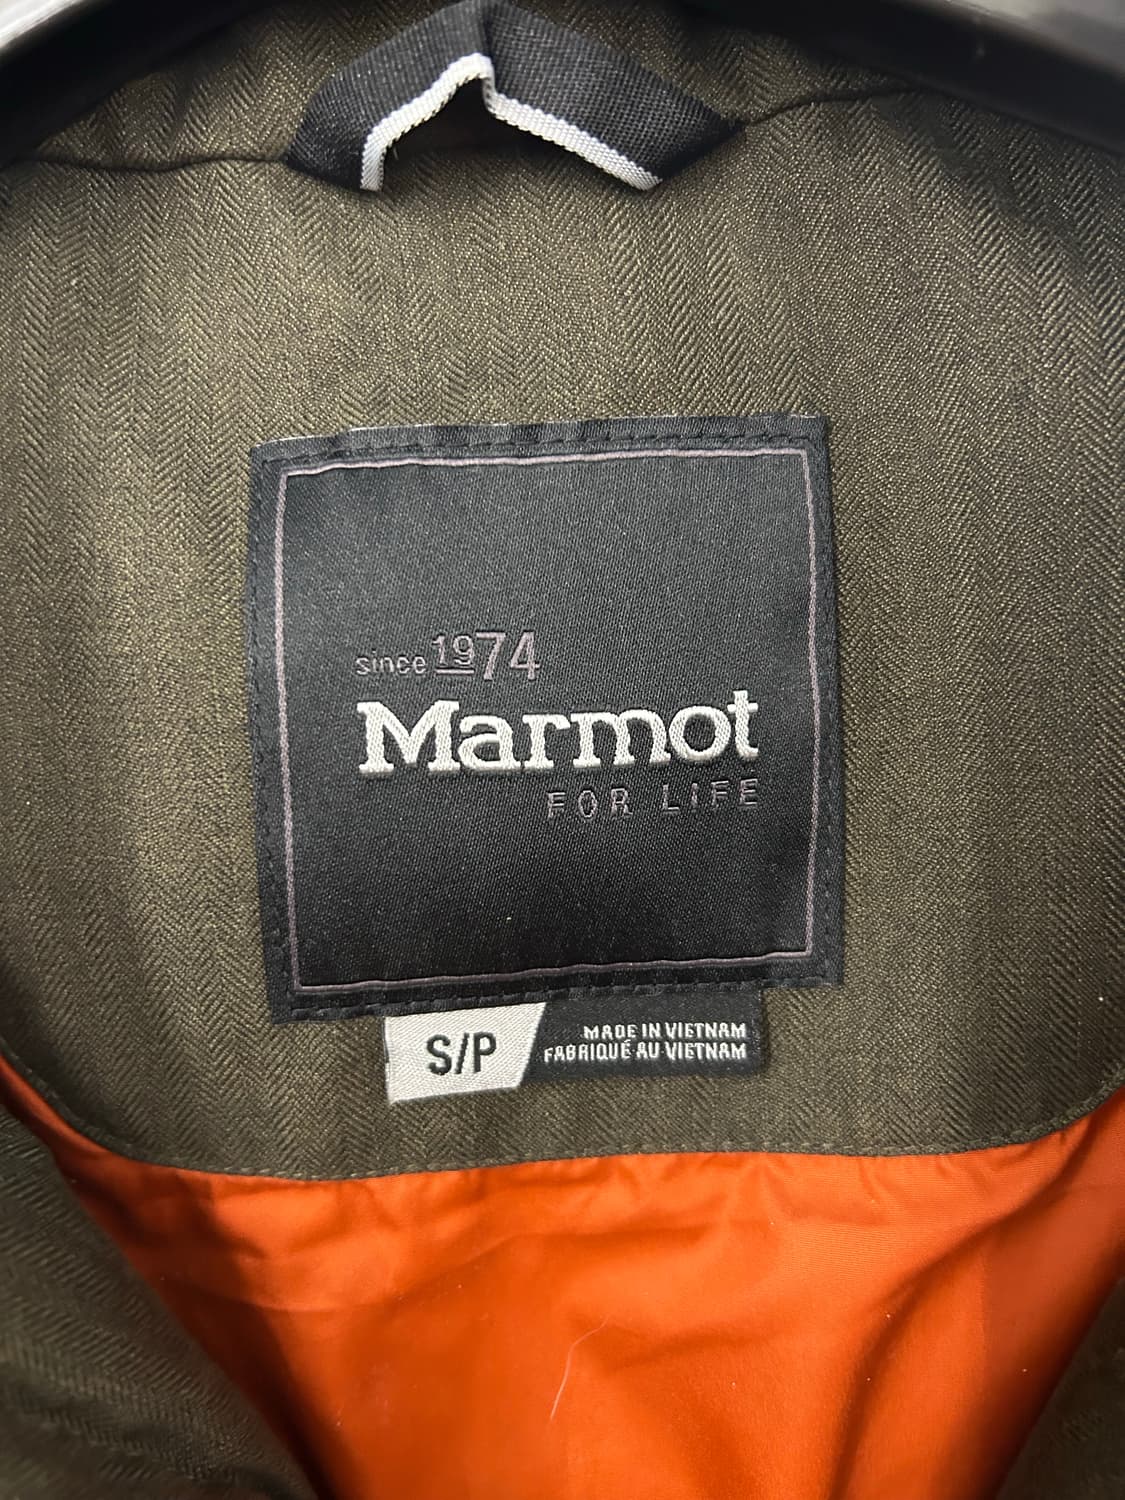 since 1974
Marmot
FOR LIFE
S/P
MADE IN VIETNAM
FABRIQUÉ AU VIETNAM